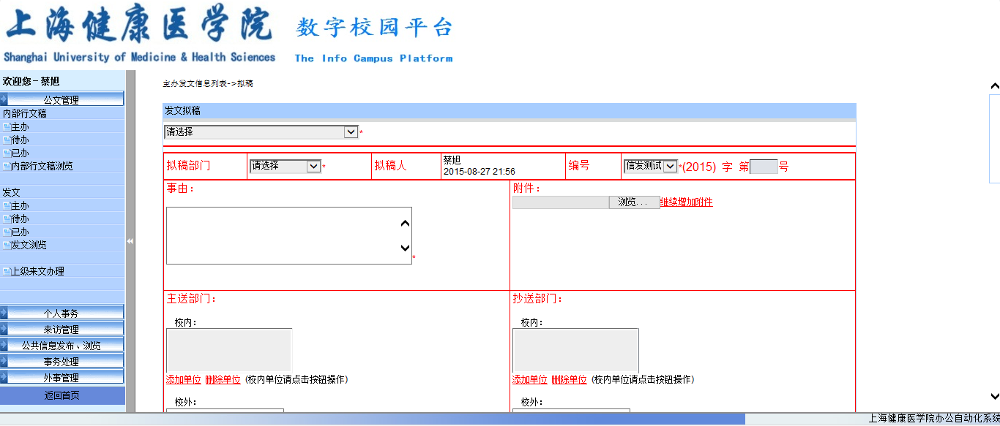 上海健康医学院 数字校园平台
Shanghai University of Medicine & Health Sciences The Info Campus Platform
欢迎您－蔡旭
公文管理
内部行文稿
主办
待办
已办
内部行文稿浏览
发文
主办
待办
已办
发文浏览
上级来文办理
个人事务
来访管理
公共信息发布、浏览
事务处理
外事管理
返回首页
主办发文信息列表->拟稿
发文拟稿
请选择 *
拟稿部门 请选择 * 拟稿人 蔡旭 编号 信发测试 *(2015) 字 第 号
2015-08-27 21:56
事由： 附件：
浏览... 继续增加附件
*
主送部门： 抄送部门：
校内： 校内：
添加单位 删除单位 (校内单位请点击按钮操作) 添加单位 删除单位 (校内单位请点击按钮操作)
校外： 校外：
上海健康医学院办公自动化系统